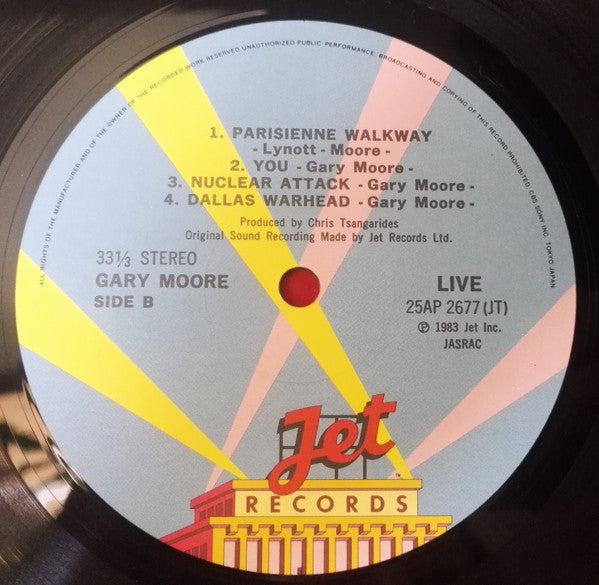 ALL RIGHTS OF THE MANUFACTURER AND OF THE OWNER OF THE RECORDED WORK RESERVED UNAUTHORIZED PUBLIC PERFORMANCE, BROADCASTING AND COPYING OF THIS RECORD PROHIBITED. CBS SONY INC. TOKYO JAPAN
1. PARISIENNE WALKWAY
- Lynott - Moore -
2. YOU - Gary Moore -
3. NUCLEAR ATTACK - Gary Moore -
4. DALLAS WARHEAD - Gary Moore -
Produced by Chris Tsangarides
Original Sound Recording Made by Jet Records Ltd.
33⅓ STEREO
GARY MOORE
SIDE B
LIVE
25AP 2677 (JT)
℗ 1983 Jet Inc.
JASRAC
Jet
RECORDS
™